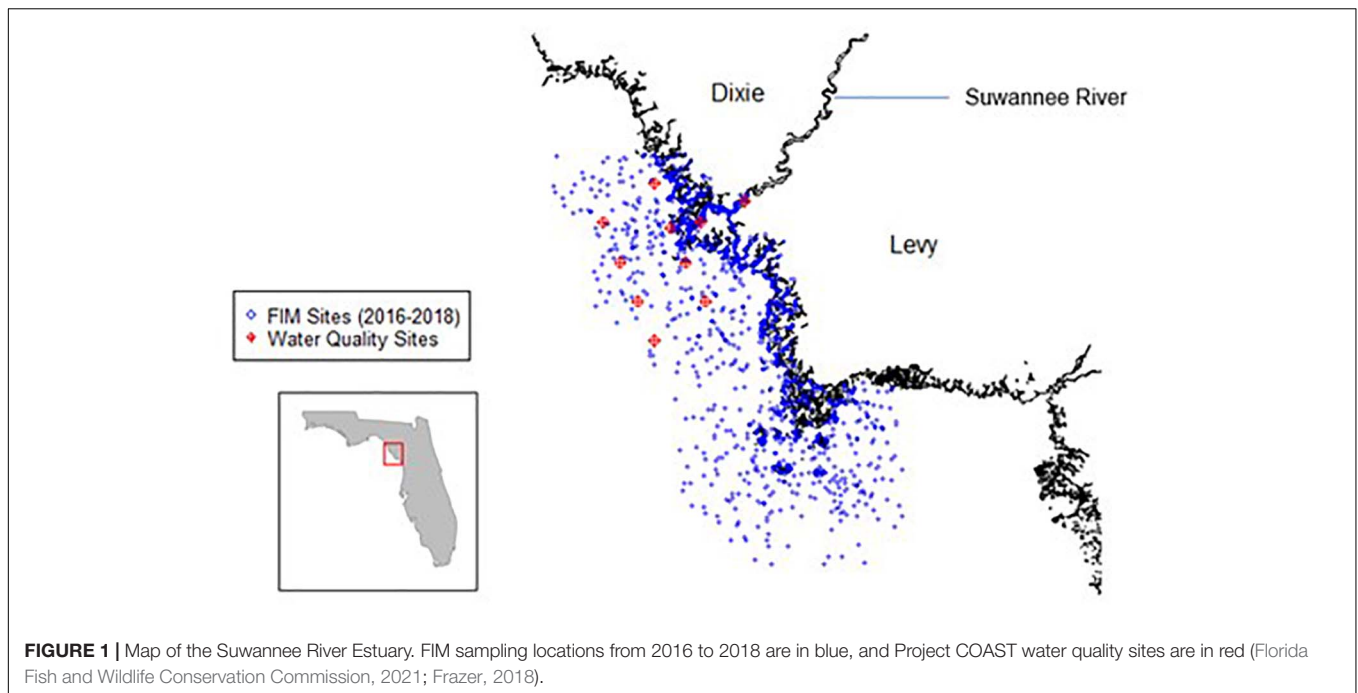 Dixie
Suwannee River
Levy
FIM Sites (2016-2018)
Water Quality Sites
FIGURE 1 | Map of the Suwannee River Estuary. FIM sampling locations from 2016 to 2018 are in blue, and Project COAST water quality sites are in red (Florida
Fish and Wildlife Conservation Commission, 2021; Frazer, 2018).